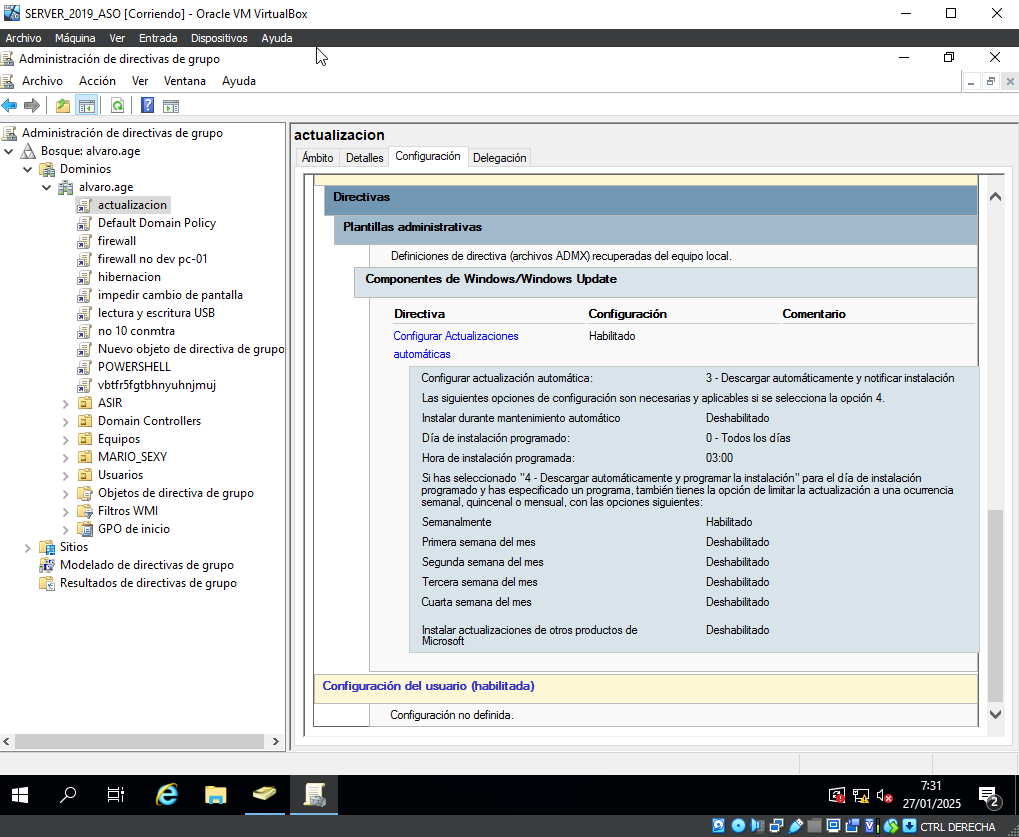 SERVER_2019_ASO [Corriendo] - Oracle VM VirtualBox
Archivo Máquina Ver Entrada Dispositivos Ayuda
Administración de directivas de grupo
Archivo Acción Ver Ventana Ayuda
Administración de directivas de grupo
Bosque: alvaro.age
Dominios
alvaro.age
actualizacion
Default Domain Policy
firewall
firewall no dev pc-01
hibernacion
impedir cambio de pantalla
lectura y escritura USB
no 10 conmtra
Nuevo objeto de directiva de grupo
POWERSHELL
vbtfr5fgtbhnyuhnjmuj
ASIR
Domain Controllers
Equipos
MARIO_SEXY
Usuarios
Objetos de directiva de grupo
Filtros WMI
GPO de inicio
Sitios
Modelado de directivas de grupo
Resultados de directivas de grupo
actualizacion
Ámbito Detalles Configuración Delegación
Directivas
Plantillas administrativas
Definiciones de directiva (archivos ADMX) recuperadas del equipo local.
Componentes de Windows/Windows Update
Directiva Configuración Comentario
Configurar Actualizaciones Habilitado
automáticas
Configurar actualización automática: 3 - Descargar automáticamente y notificar instalación
Las siguientes opciones de configuración son necesarias y aplicables si se selecciona la opción 4.
Instalar durante mantenimiento automático Deshabilitado
Día de instalación programado: 0 - Todos los días
Hora de instalación programada: 03:00
Si has seleccionado "4 - Descargar automáticamente y programar la instalación" para el día de instalación
programado y has especificado un programa, también tienes la opción de limitar la actualización a una ocurrencia
semanal, quincenal o mensual, con las opciones siguientes:
Semanalmente Habilitado
Primera semana del mes Deshabilitado
Segunda semana del mes Deshabilitado
Tercera semana del mes Deshabilitado
Cuarta semana del mes Deshabilitado
Instalar actualizaciones de otros productos de Deshabilitado
Microsoft
Configuración del usuario (habilitada)
Configuración no definida.
7:31
27/01/2025
2
CTRL DERECHA